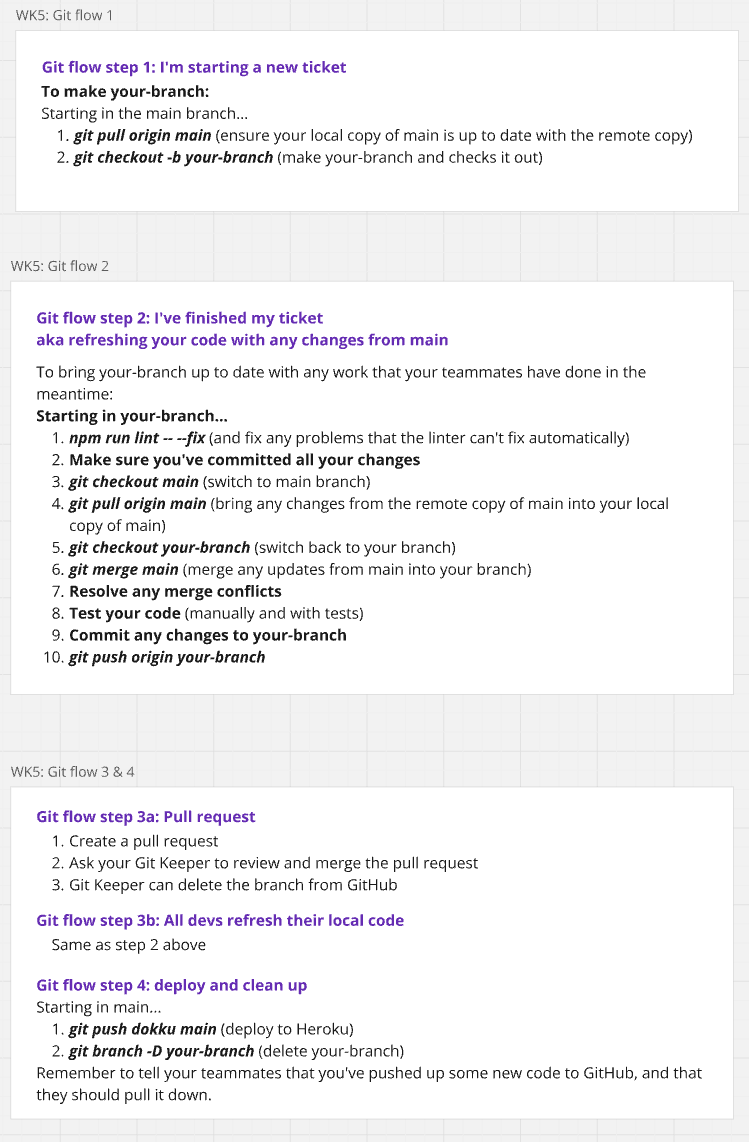 WK5: Git flow 1
Git flow step 1: I'm starting a new ticket
To make your-branch:
Starting in the main branch...
1. git pull origin main (ensure your local copy of main is up to date with the remote copy)
2. git checkout -b your-branch (make your-branch and checks it out)
WK5: Git flow 2
Git flow step 2: I've finished my ticket
aka refreshing your code with any changes from main
To bring your-branch up to date with any work that your teammates have done in the
meantime:
Starting in your-branch...
1. npm run lint -- --fix (and fix any problems that the linter can't fix automatically)
2. Make sure you've committed all your changes
3. git checkout main (switch to main branch)
4. git pull origin main (bring any changes from the remote copy of main into your local
copy of main)
5. git checkout your-branch (switch back to your branch)
6. git merge main (merge any updates from main into your branch)
7. Resolve any merge conflicts
8. Test your code (manually and with tests)
9. Commit any changes to your-branch
10. git push origin your-branch
WK5: Git flow 3 & 4
Git flow step 3a: Pull request
1. Create a pull request
2. Ask your Git Keeper to review and merge the pull request
3. Git Keeper can delete the branch from GitHub
Git flow step 3b: All devs refresh their local code
Same as step 2 above
Git flow step 4: deploy and clean up
Starting in main...
1. git push dokku main (deploy to Heroku)
2. git branch -D your-branch (delete your-branch)
Remember to tell your teammates that you've pushed up some new code to GitHub, and that
they should pull it down.